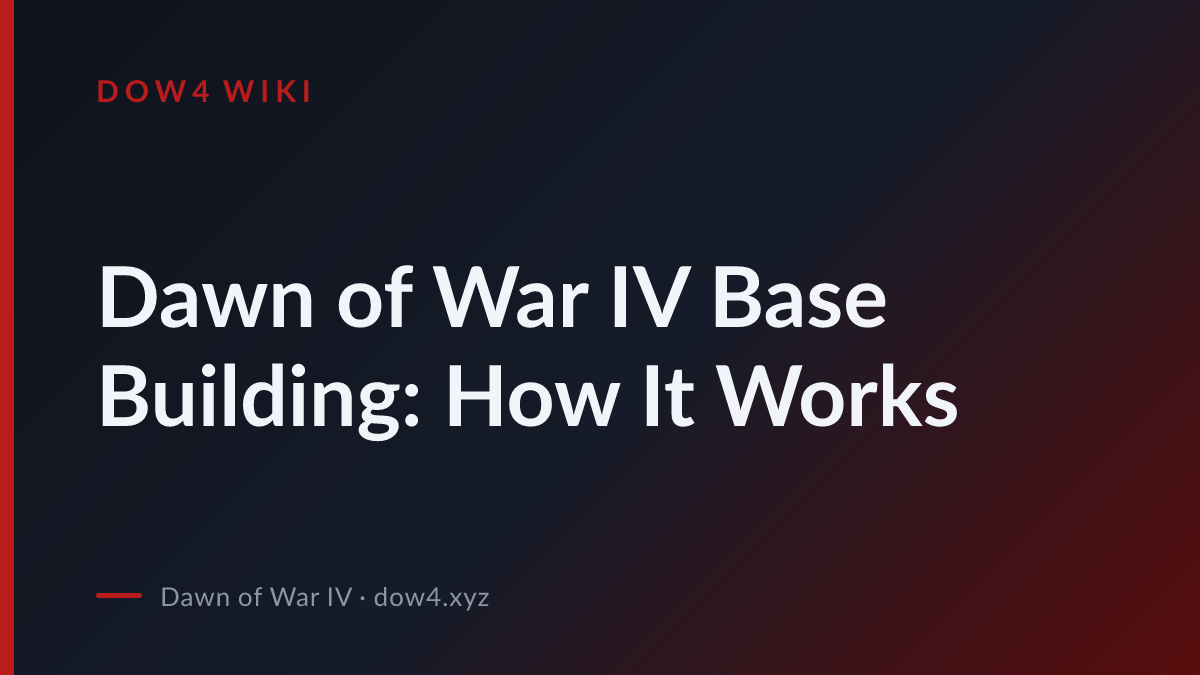 DOW4 WIKI
Dawn of War IV Base
Building: How It Works
Dawn of War IV · dow4.xyz